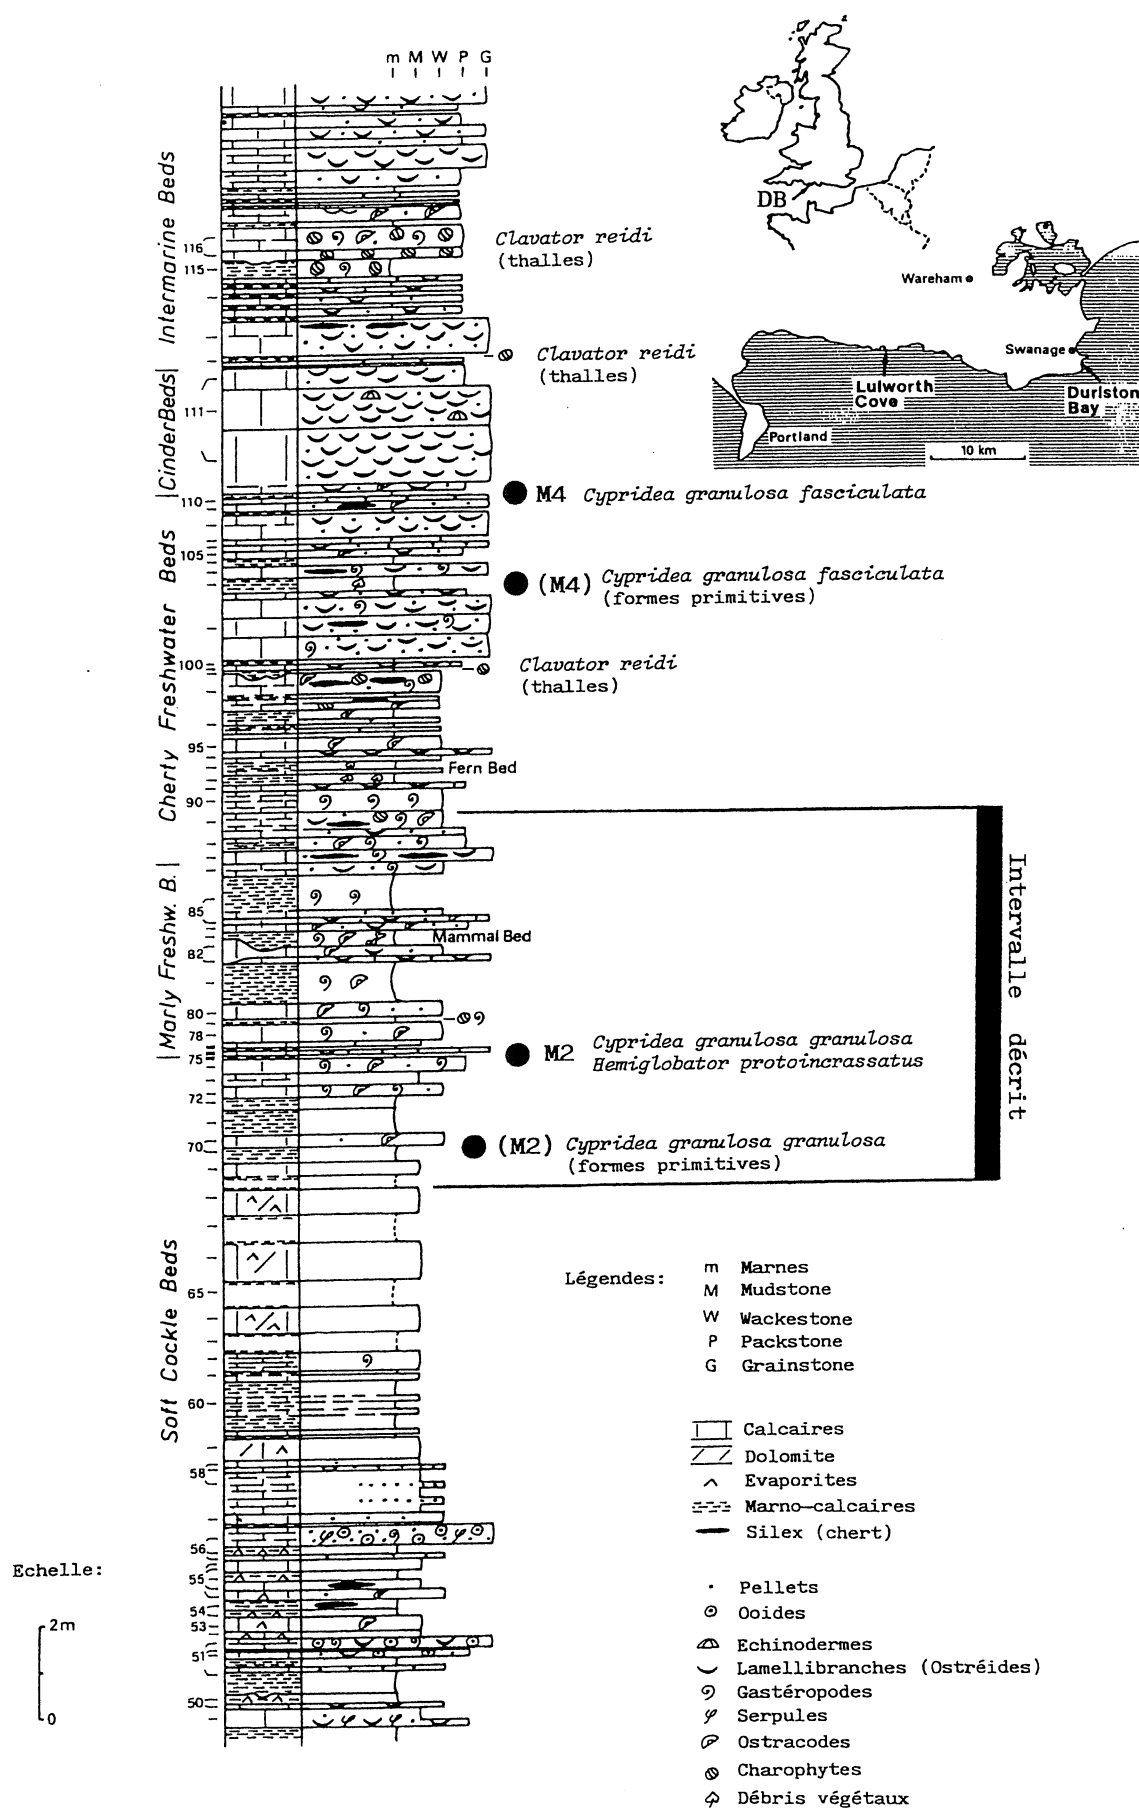 m M W P G
DB
Wareham
Swanage
Lulworth
Cove
Durlston
Bay
Portland
10 km
Intermarine Beds
116
115
Clavator reidi
(thalles)
Clavator reidi
(thalles)
CinderBeds
111
110
M4 Cypridea granulosa fasciculata
Cherty Freshwater Beds
105
(M4) Cypridea granulosa fasciculata
(formes primitives)
100
Clavator reidi
(thalles)
95
Fern Bed
90
Intervalle décrit
Marly Freshw. B.
85
Mammal Bed
82
80
78
75
M2 Cypridea granulosa granulosa
Hemiglobator protoincrassatus
72
70
(M2) Cypridea granulosa granulosa
(formes primitives)
Soft Cockle Beds
65
60
58
56
55
54
53
51
50
Echelle:
2m
0
Légendes:
m Marnes
M Mudstone
W Wackestone
P Packstone
G Grainstone
Calcaires
Dolomite
Evaporites
Marno-calcaires
Silex (chert)
Pellets
Ooides
Echinodermes
Lamellibranches (Ostréides)
Gastéropodes
Serpules
Ostracodes
Charophytes
Débris végétaux